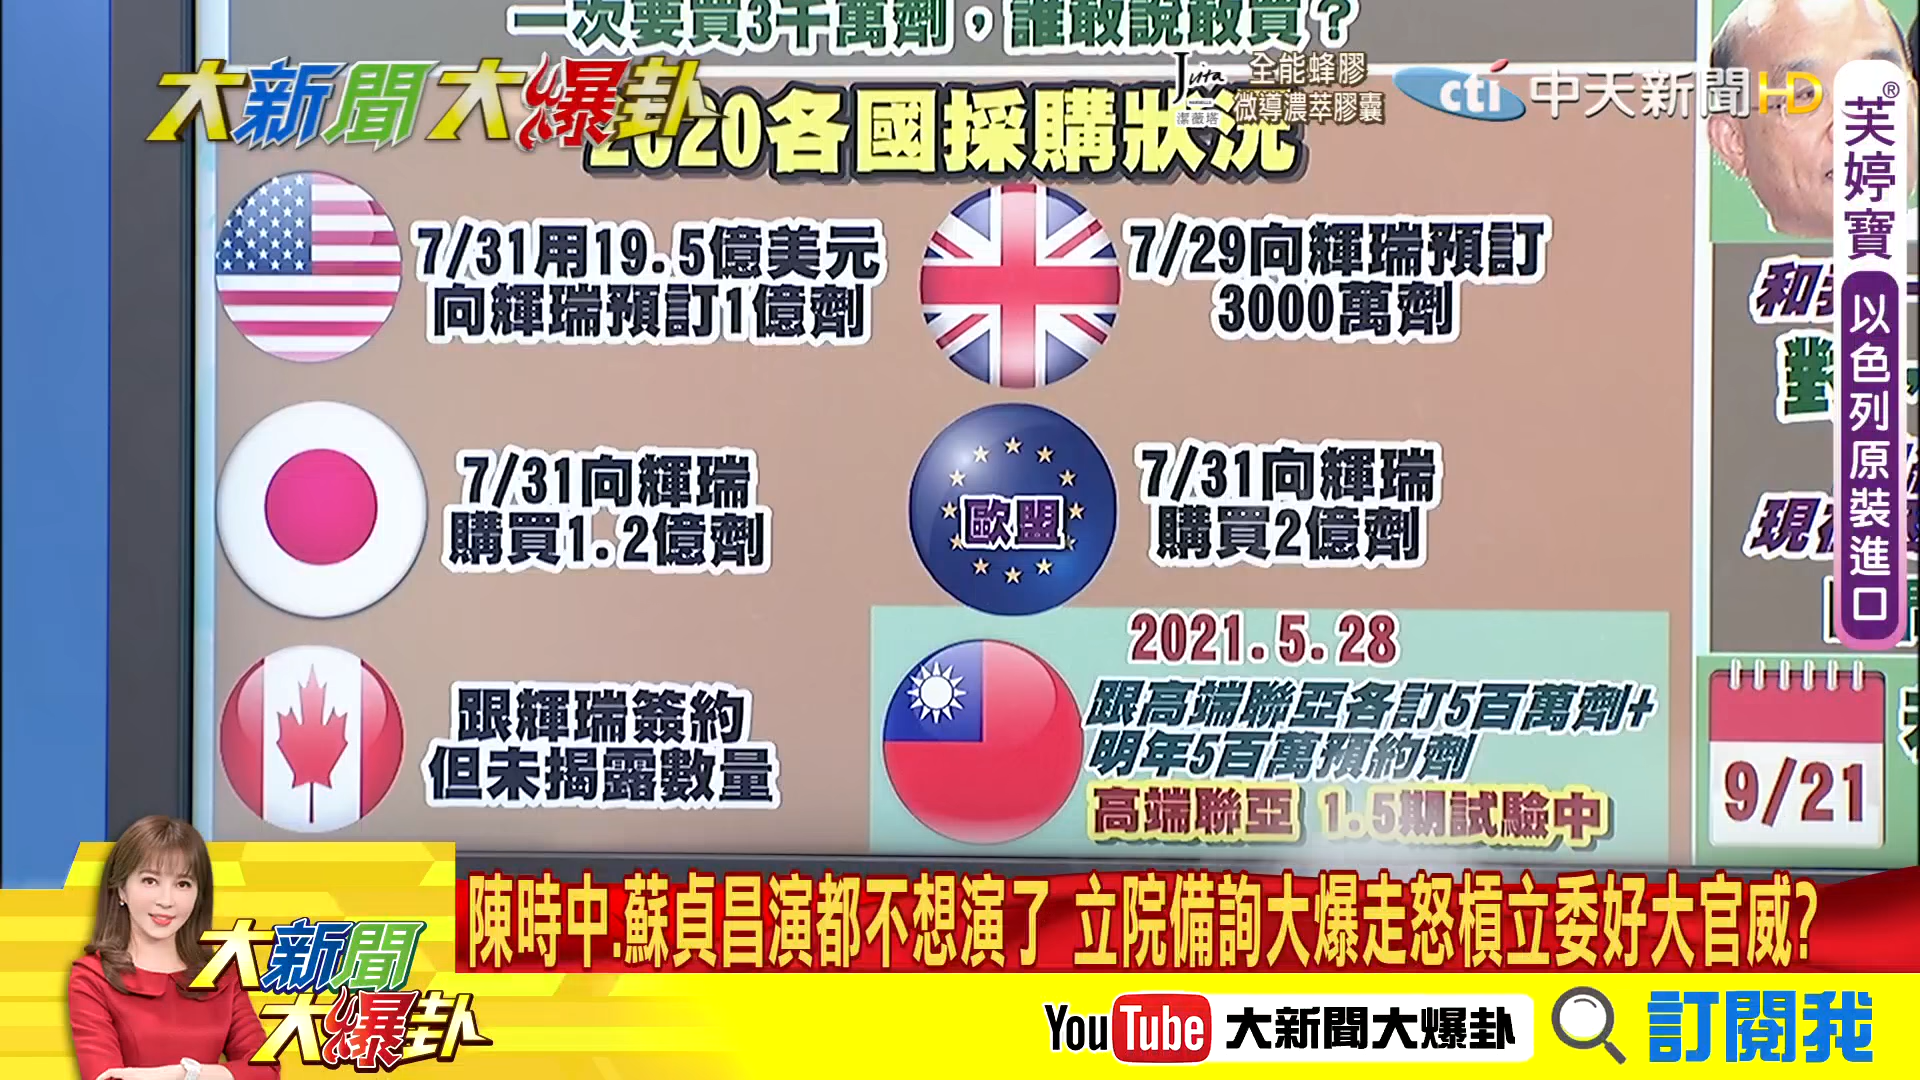 一次要買3千萬劑，誰敢說敢買？
大新聞大爆卦
Jvita
潔薇塔
全能蜂膠
微導濃萃膠囊
cti 中天新聞HD
2020各國採購狀況
7/31用19.5億美元
向輝瑞預訂1億劑
7/29向輝瑞預訂
3000萬劑
7/31向輝瑞
購買1.2億劑
歐盟
7/31向輝瑞
購買2億劑
跟輝瑞簽約
但未揭露數量
2021.5.28
跟高端聯亞各訂5百萬劑+
明年5百萬預約劑
高端聯亞 1.5期試驗中
芙婷寶®
以色列原裝進口
和
對
現在
9/21
陳時中.蘇貞昌演都不想演了 立院備詢大爆走怒槓立委好大官威?
大新聞
大爆卦
YouTube 大新聞大爆卦
訂閱我